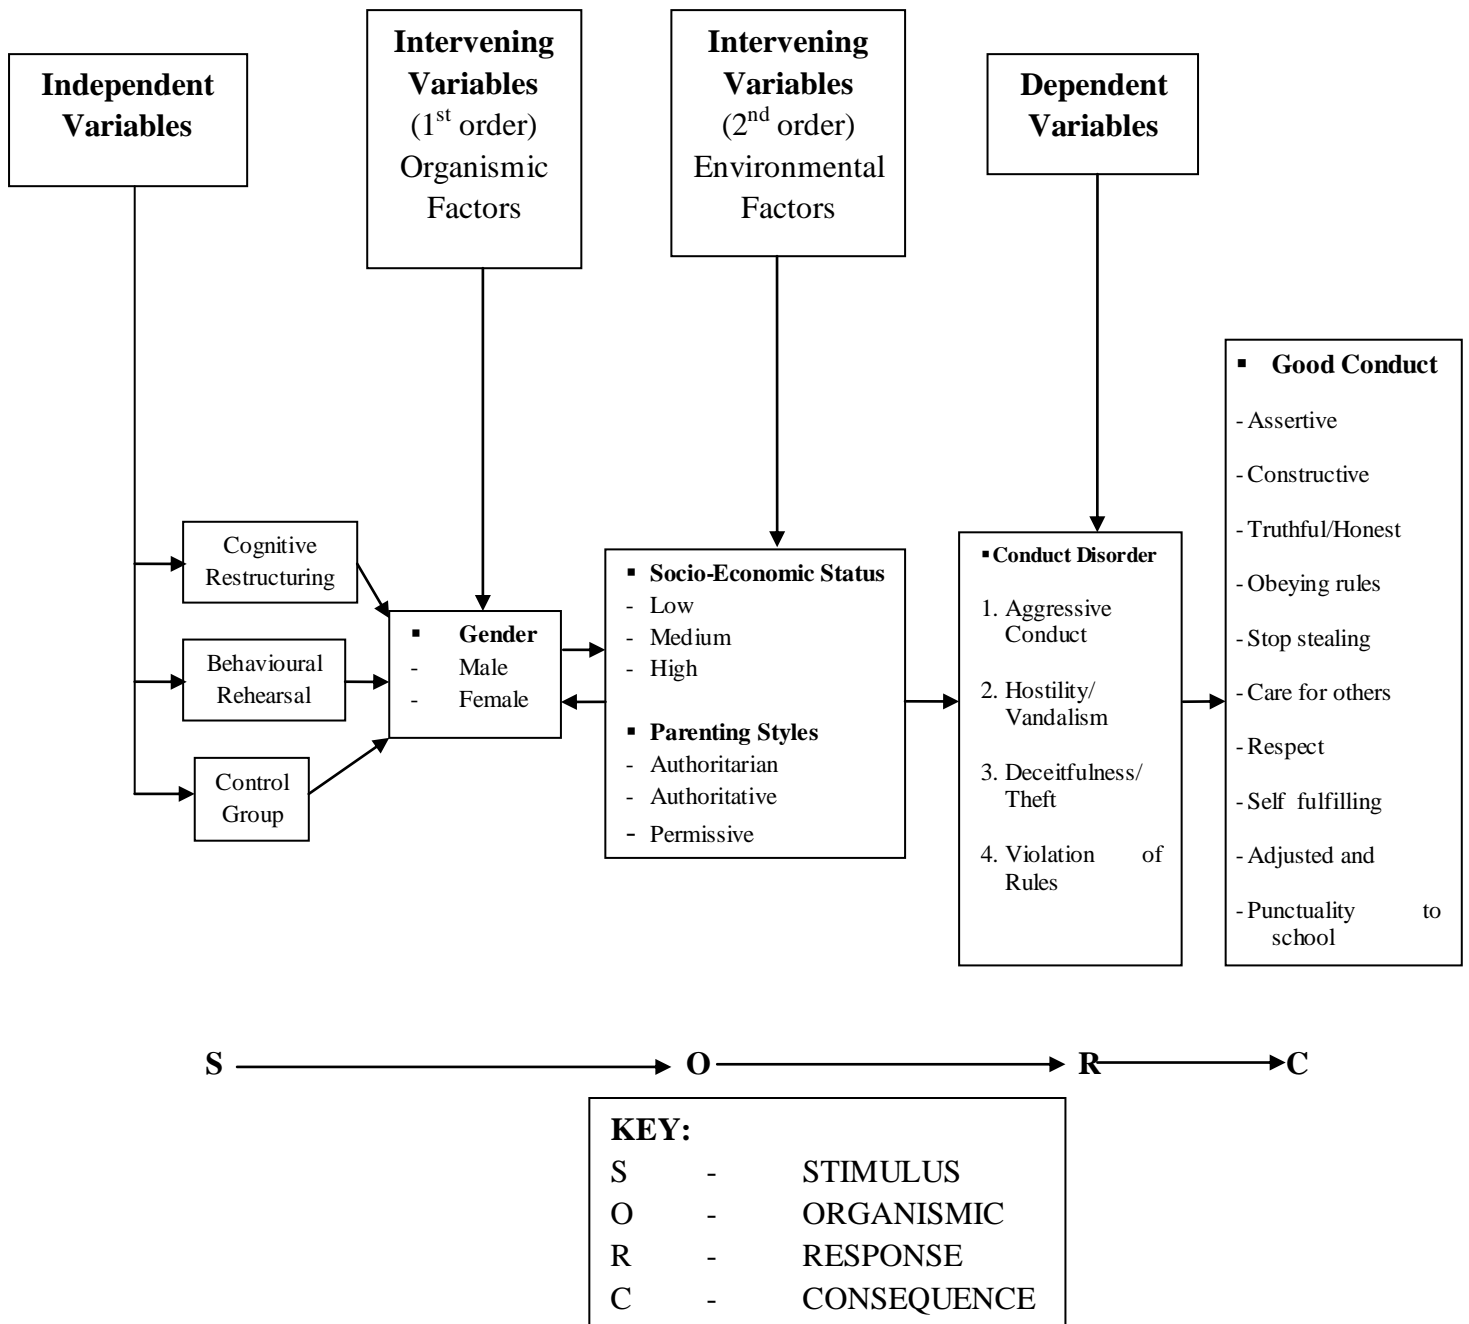 Independent
Variables
Intervening
Variables
(1st order)
Organismic
Factors
Intervening
Variables
(2nd order)
Environmental
Factors
Dependent
Variables
Cognitive
Restructuring
Behavioural
Rehearsal
Control
Group
▪ Gender
- Male
- Female
▪ Socio-Economic Status
- Low
- Medium
- High
▪ Parenting Styles
- Authoritarian
- Authoritative
- Permissive
▪ Conduct Disorder
1. Aggressive
Conduct
2. Hostility/
Vandalism
3. Deceitfulness/
Theft
4. Violation of
Rules
▪ Good Conduct
- Assertive
- Constructive
- Truthful/Honest
- Obeying rules
- Stop stealing
- Care for others
- Respect
- Self fulfilling
- Adjusted and
- Punctuality to
school
S O R C
KEY:
S - STIMULUS
O - ORGANISMIC
R - RESPONSE
C - CONSEQUENCE